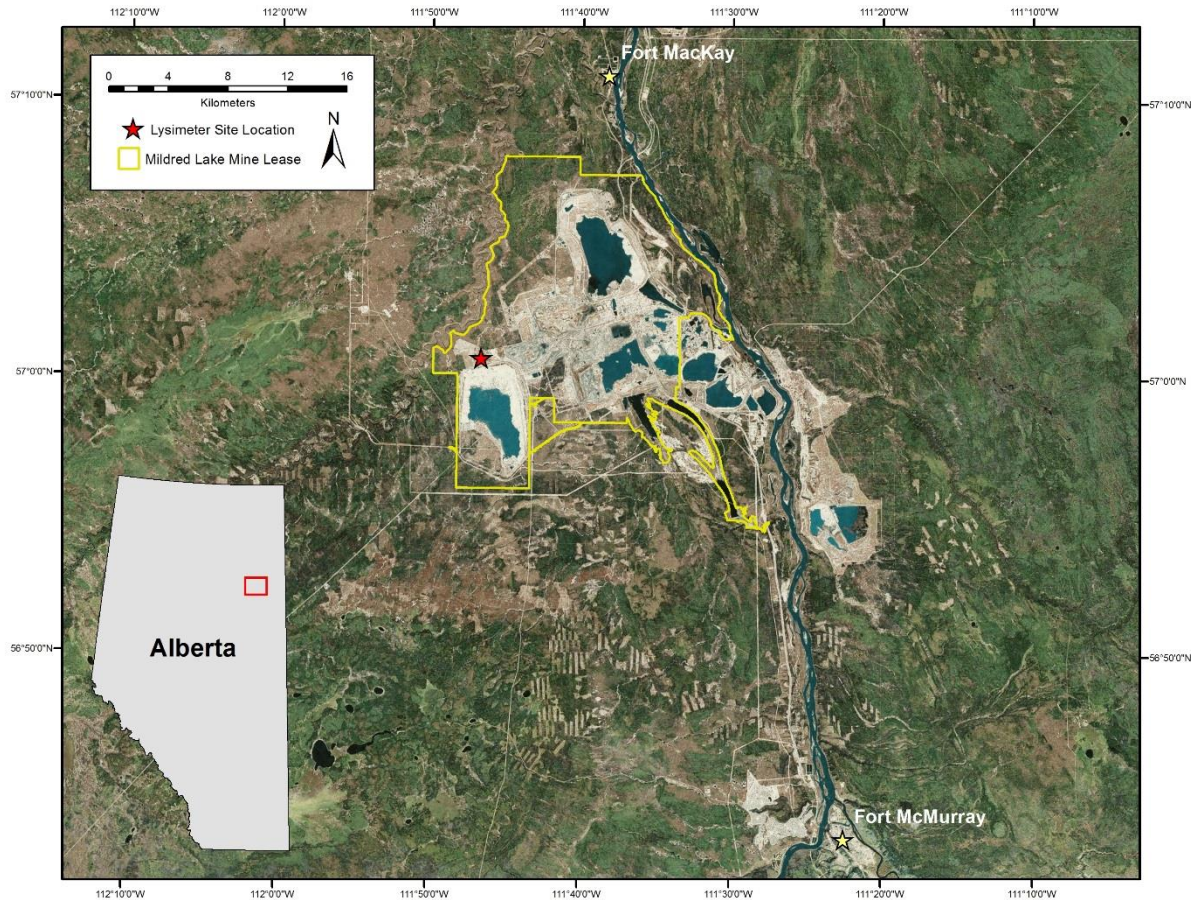 112°10'0"W
112°0'0"W
111°50'0"W
111°40'0"W
111°30'0"W
111°20'0"W
111°10'0"W
Fort MacKay
0 4 8 12 16
Kilometers
Lysimeter Site Location
N
Mildred Lake Mine Lease
57°10'0"N
57°10'0"N
57°0'0"N
57°0'0"N
Alberta
56°50'0"N
56°50'0"N
Fort McMurray
112°10'0"W
112°0'0"W
111°50'0"W
111°40'0"W
111°30'0"W
111°20'0"W
111°10'0"W